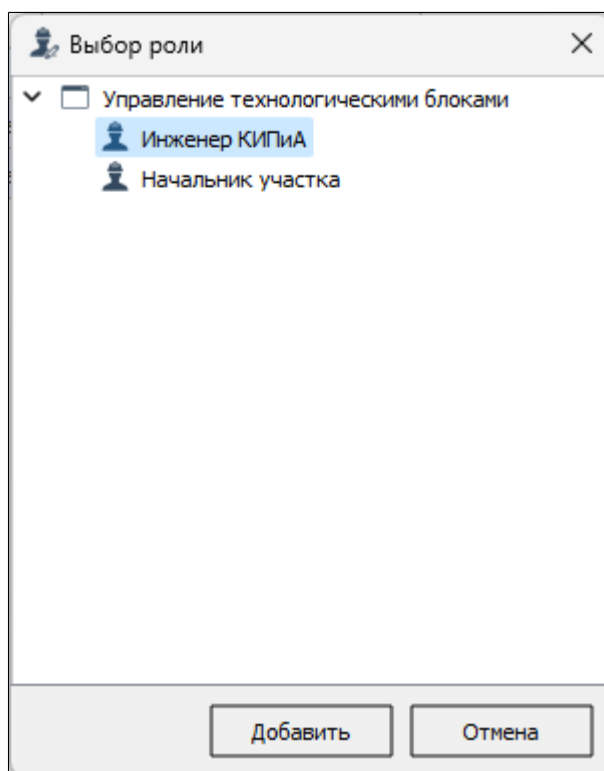 Выбор роли
Управление технологическими блоками
Инженер КИПиА
Начальник участка
Добавить
Отмена